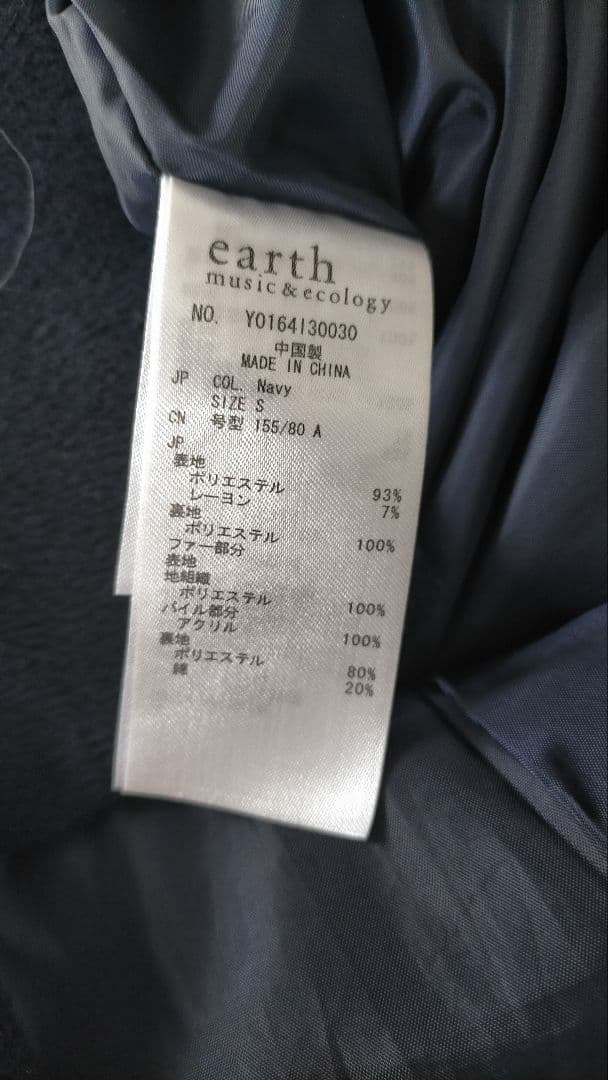 earth
music&ecology
NO. Y0164I30030
中国製
MADE IN CHINA
JP COL. Navy
SIZE S
CN 号型 155/80 A
JP
表地
ポリエステル 93%
レーヨン 7%
裏地
ポリエステル 100%
ファー部分
表地
地組織
ポリエステル 100%
パイル部分
アクリル 100%
裏地
ポリエステル 80%
綿 20%